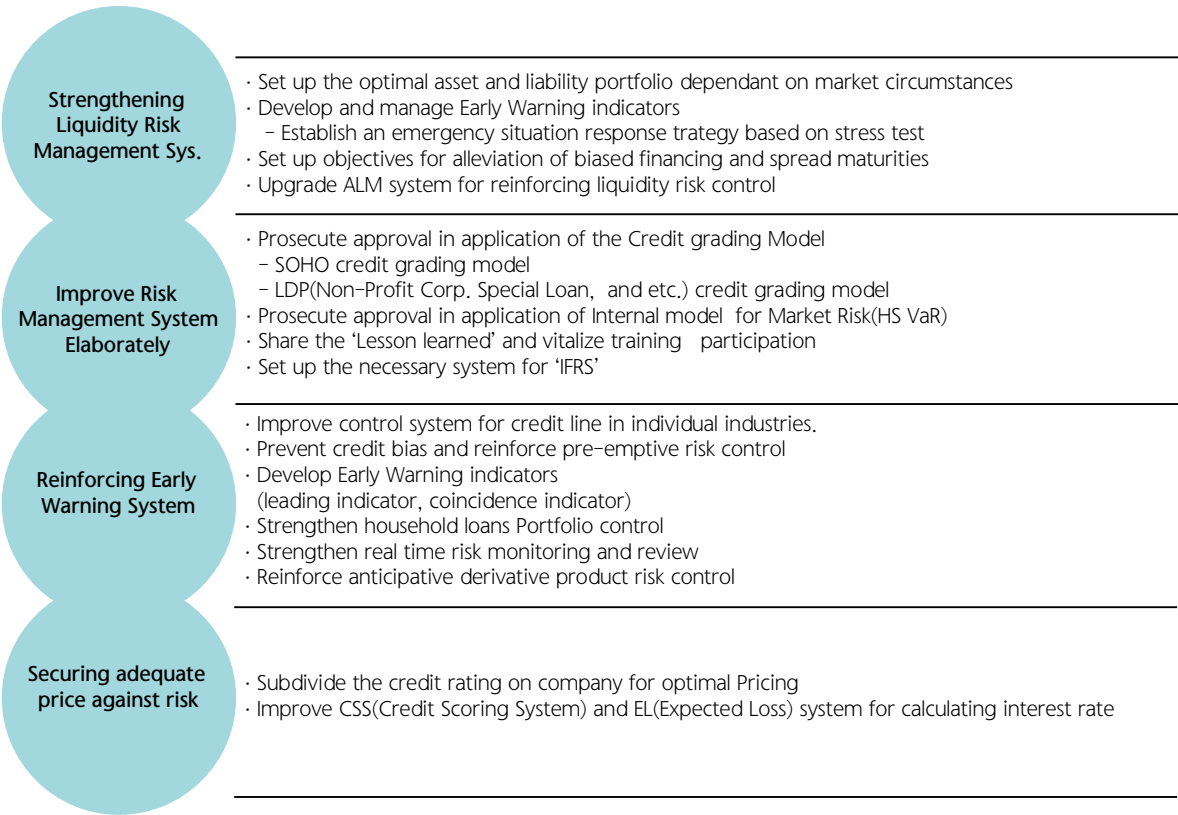 Strengthening
Liquidity Risk
Management Sys.
· Set up the optimal asset and liability portfolio dependant on market circumstances
· Develop and manage Early Warning indicators
- Establish an emergency situation response trategy based on stress test
· Set up objectives for alleviation of biased financing and spread maturities
· Upgrade ALM system for reinforcing liquidity risk control
Improve Risk
Management System
Elaborately
· Prosecute approval in application of the Credit grading Model
- SOHO credit grading model
- LDP(Non-Profit Corp. Special Loan, and etc.) credit grading model
· Prosecute approval in application of Internal model for Market Risk(HS VaR)
· Share the ‘Lesson learned’ and vitalize training participation
· Set up the necessary system for ‘IFRS’
Reinforcing Early
Warning System
· Improve control system for credit line in individual industries.
· Prevent credit bias and reinforce pre-emptive risk control
· Develop Early Warning indicators
(leading indicator, coincidence indicator)
· Strengthen household loans Portfolio control
· Strengthen real time risk monitoring and review
· Reinforce anticipative derivative product risk control
Securing adequate
price against risk
· Subdivide the credit rating on company for optimal Pricing
· Improve CSS(Credit Scoring System) and EL(Expected Loss) system for calculating interest rate